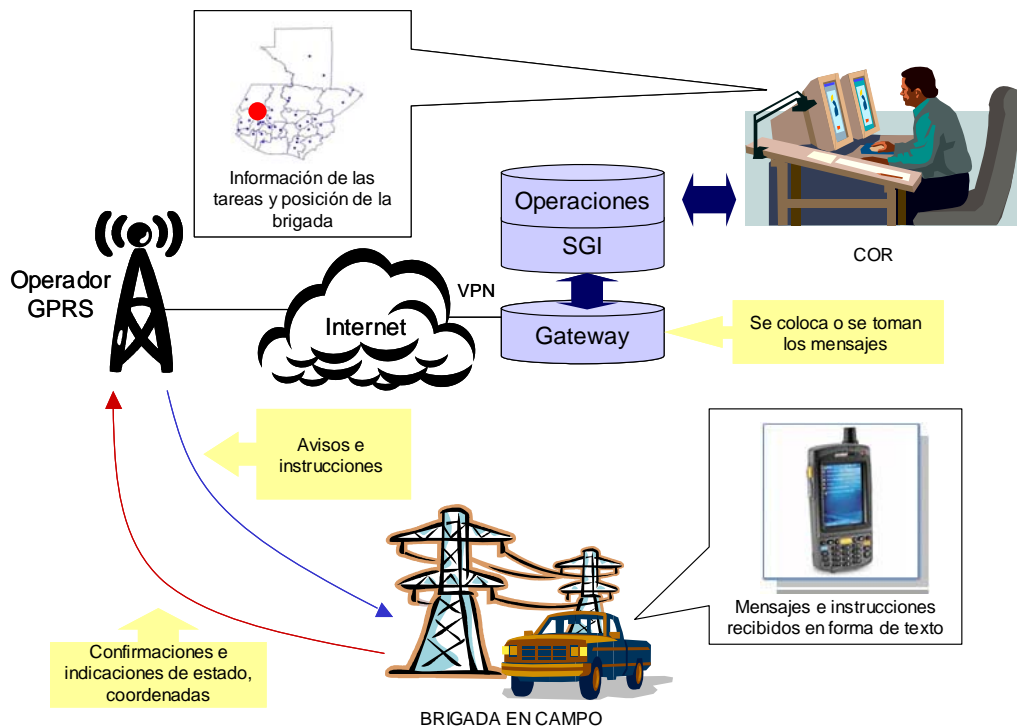 Información de las
tareas y posición de la
brigada
Operaciones
SGI
COR
Operador
GPRS
Internet
VPN
Gateway
Se coloca o se toman
los mensajes
Avisos e
instrucciones
Mensajes e instrucciones
recibidos en forma de texto
Confirmaciones e
indicaciones de estado,
coordenadas
BRIGADA EN CAMPO